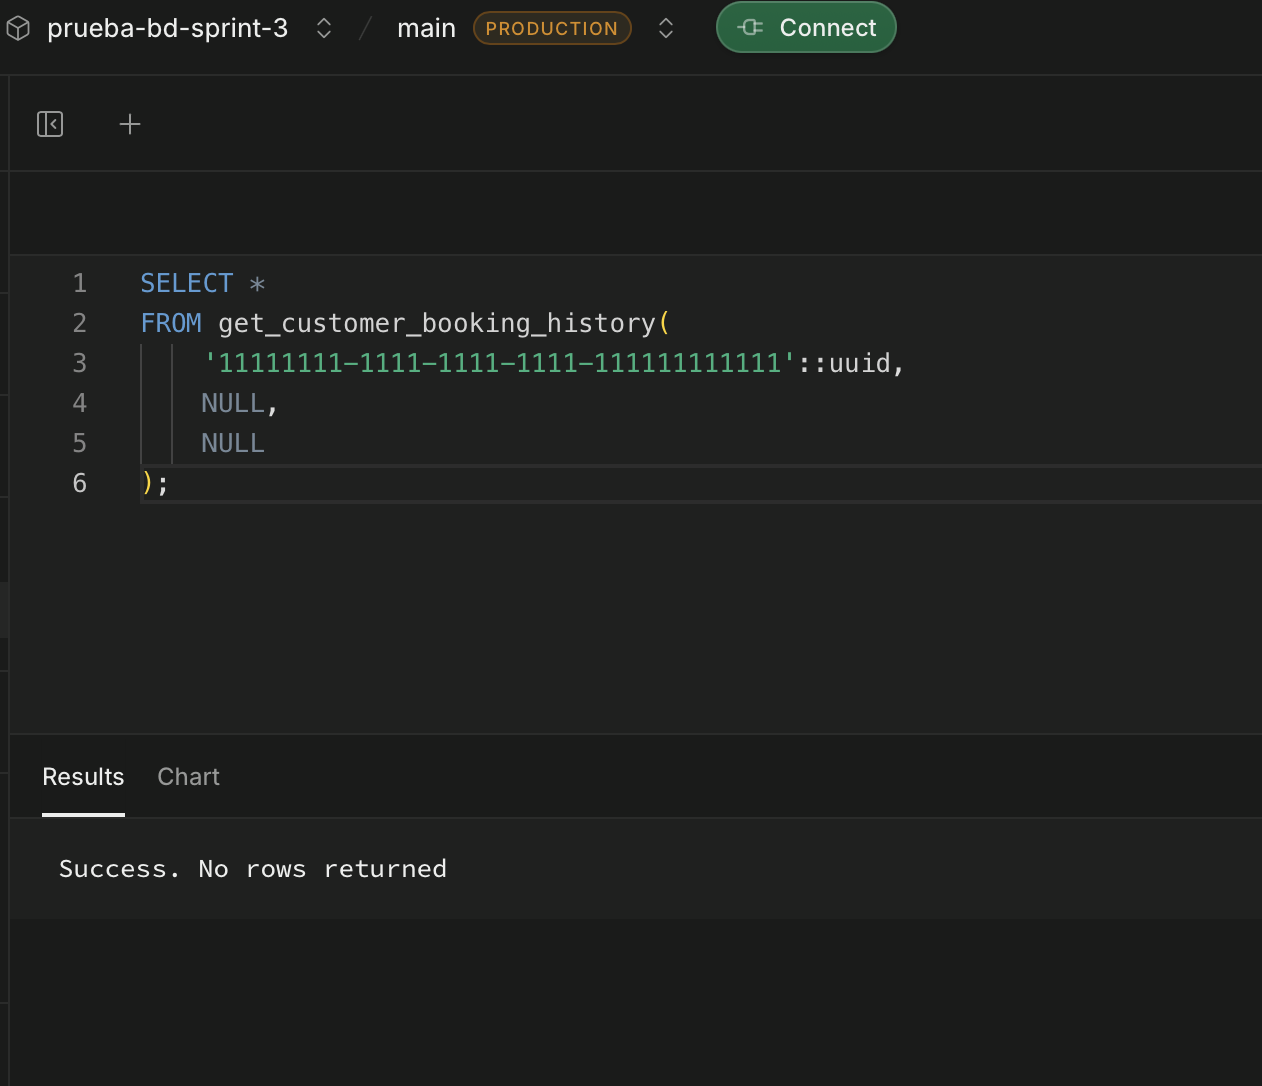 prueba-bd-sprint-3 / main PRODUCTION Connect
1 SELECT *
2 FROM get_customer_booking_history(
3 '11111111-1111-1111-1111-111111111111'::uuid,
4 NULL,
5 NULL
6 );
Results Chart
Success. No rows returned